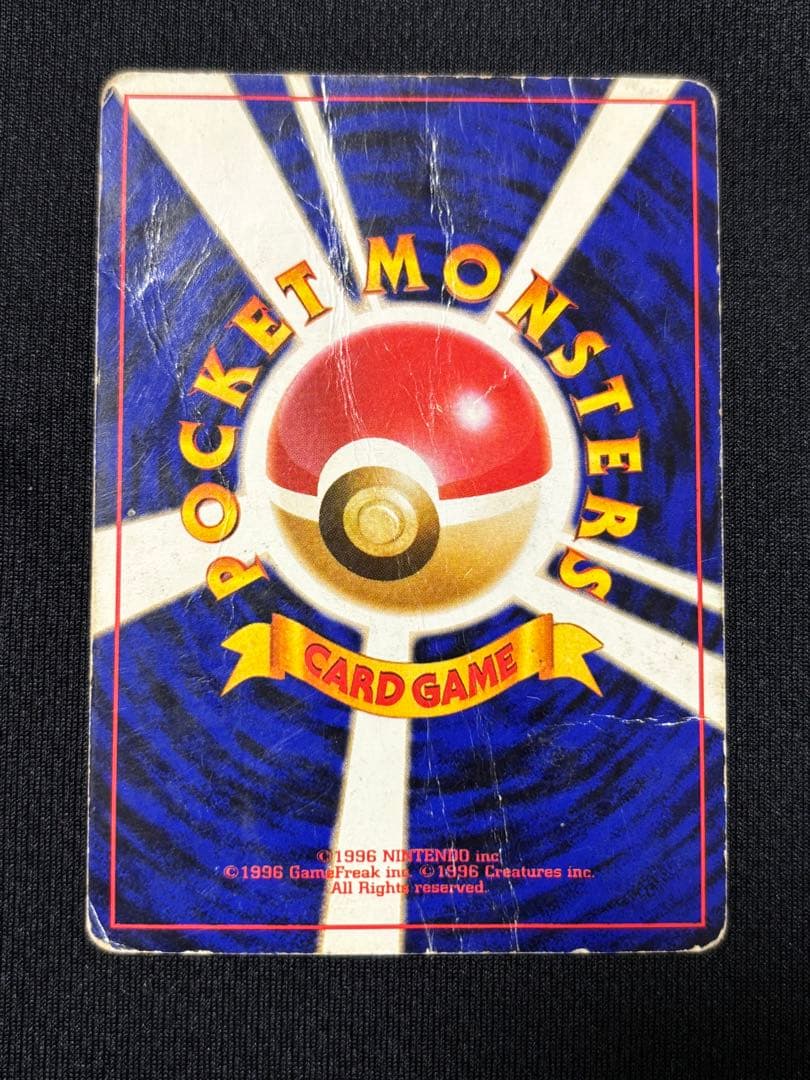 POCKET MONSTERS
CARD GAME
©1996 NINTENDO inc
©1996 GameFreak inc. ©1996 Creatures inc.
All Rights reserved.